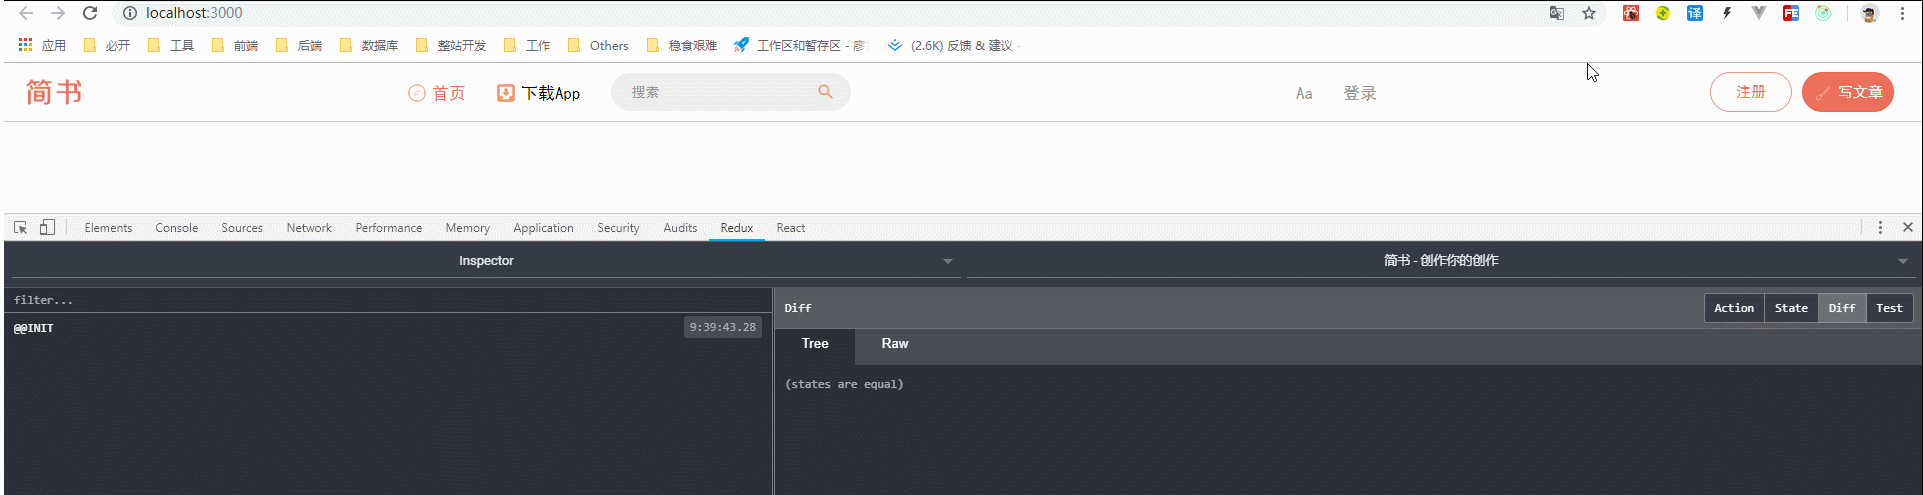 localhost:3000
应用 必开 工具 前端 后端 数据库 整站开发 工作 Others 稳食艰难 工作区和暂存区 - 廖 (2.6K) 反馈 & 建议 -
简书 首页 下载App 搜索 Aa 登录 注册 写文章
Elements Console Sources Network Performance Memory Application Security Audits Redux React
Inspector 简书 - 创作你的创作
filter... Diff Action State Diff Test
@@INIT 9:39:43.28
Tree Raw
(states are equal)